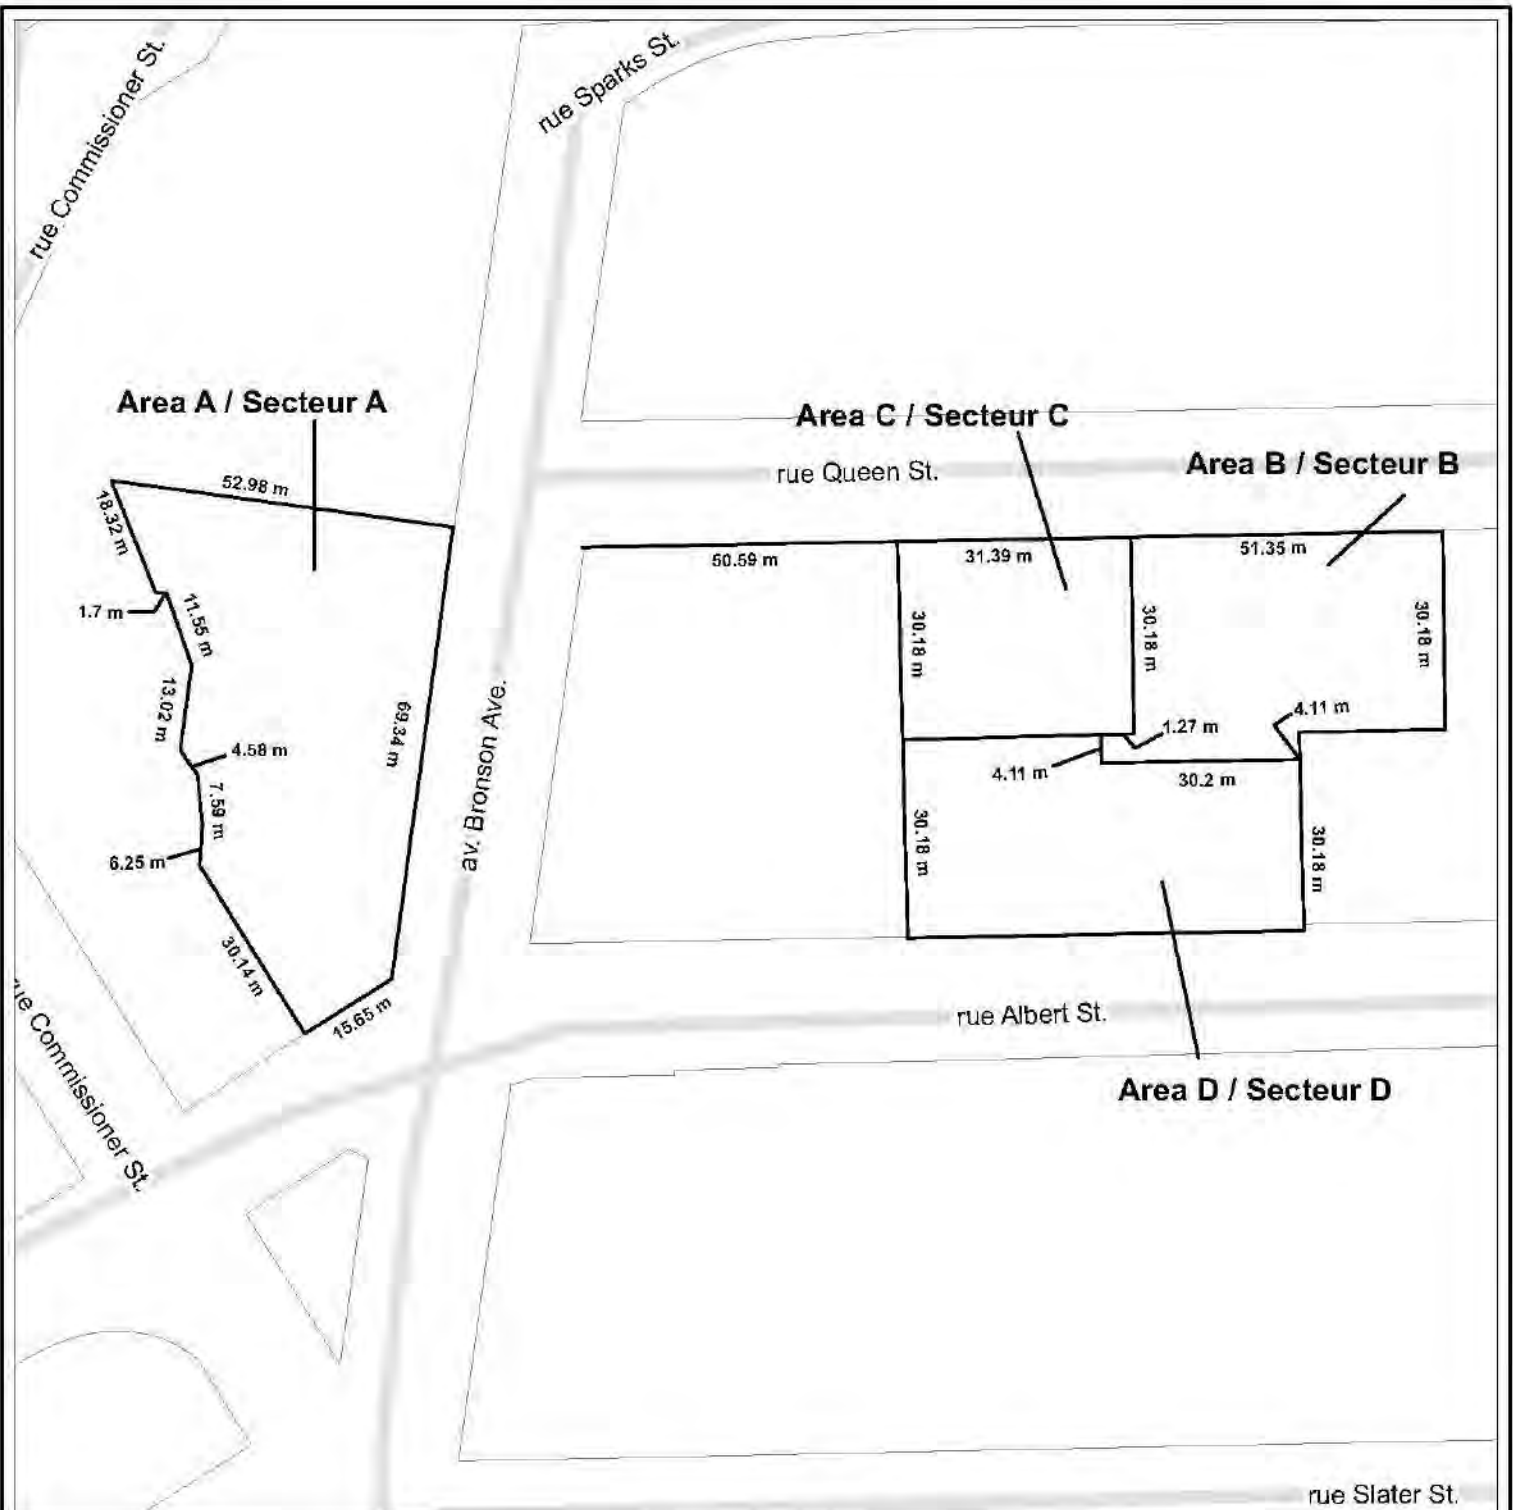 rue Commissioner St.
rue Sparks St.
Area A / Secteur A
Area C / Secteur C
rue Queen St.
Area B / Secteur B
52.98 m
18.32 m
1.7 m
11.55 m
13.02 m
4.58 m
7.59 m
6.25 m
30.14 m
15.65 m
69.34 m
av. Bronson Ave.
50.59 m
31.39 m
51.35 m
30.18 m
30.18 m
30.18 m
4.11 m
1.27 m
4.11 m
30.2 m
30.18 m
30.18 m
rue Albert St.
Area D / Secteur D
rue Commissioner St.
rue Slater St.